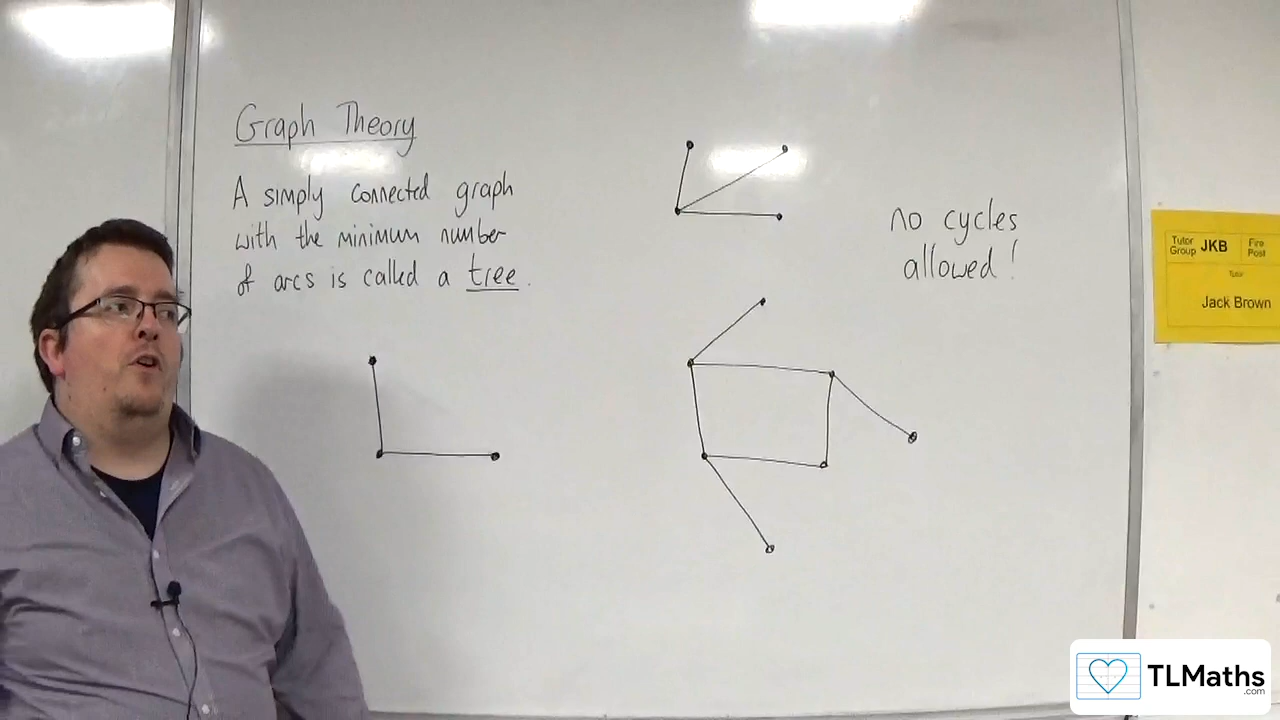 Graph Theory
A simply connected graph
with the minimum number
of arcs is called a tree.
no cycles
allowed!
Tutor Group JKB Fire Post
Tutor
Jack Brown
TLMaths
.com